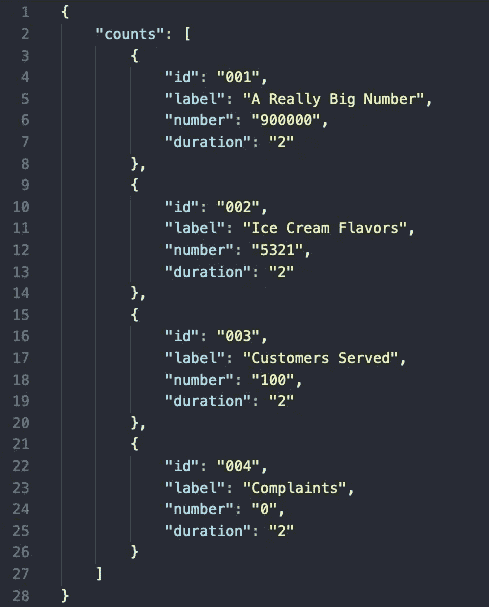 1 {
2     "counts": [
3         {
4             "id": "001",
5             "label": "A Really Big Number",
6             "number": "900000",
7             "duration": "2"
8         },
9         {
10             "id": "002",
11             "label": "Ice Cream Flavors",
12             "number": "5321",
13             "duration": "2"
14         },
15         {
16             "id": "003",
17             "label": "Customers Served",
18             "number": "100",
19             "duration": "2"
20         },
21         {
22             "id": "004",
23             "label": "Complaints",
24             "number": "0",
25             "duration": "2"
26         }
27     ]
28 }